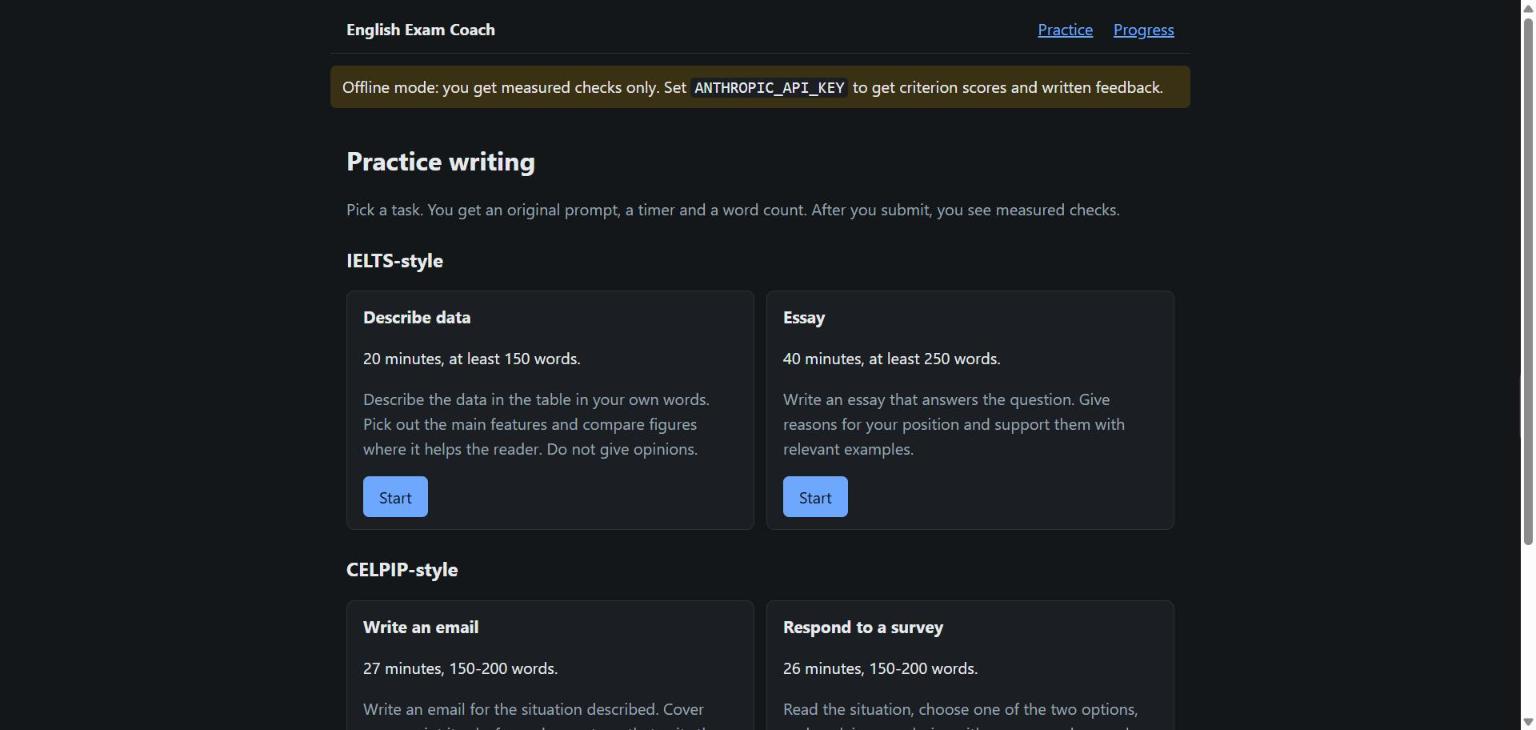 English Exam Coach
Practice Progress
Offline mode: you get measured checks only. Set ANTHROPIC_API_KEY to get criterion scores and written feedback.
Practice writing
Pick a task. You get an original prompt, a timer and a word count. After you submit, you see measured checks.
IELTS-style
Describe data
20 minutes, at least 150 words.
Describe the data in the table in your own words.
Pick out the main features and compare figures
where it helps the reader. Do not give opinions.
Start
Essay
40 minutes, at least 250 words.
Write an essay that answers the question. Give
reasons for your position and support them with
relevant examples.
Start
CELPIP-style
Write an email
27 minutes, 150-200 words.
Write an email for the situation described. Cover
Respond to a survey
26 minutes, 150-200 words.
Read the situation, choose one of the two options,